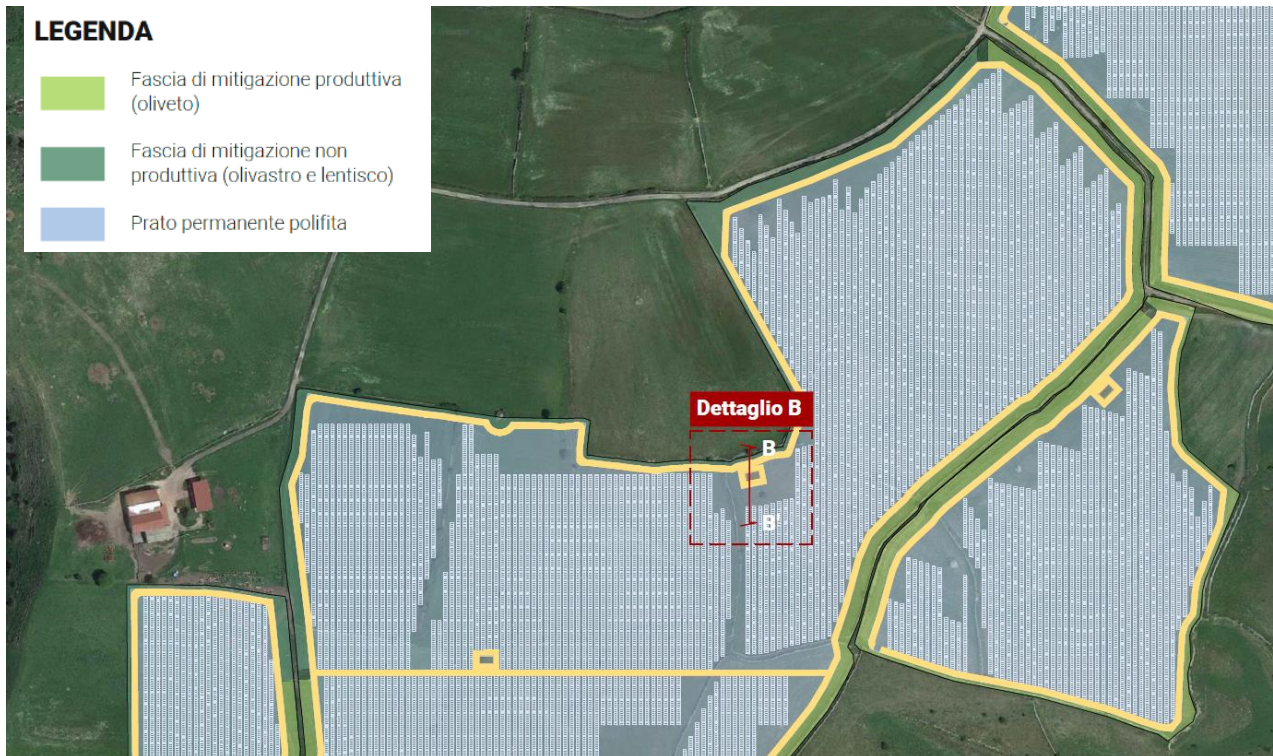 LEGENDA
Fascia di mitigazione produttiva
(oliveto)
Fascia di mitigazione non
produttiva (olivastro e lentisco)
Prato permanente polifita
Dettaglio B
B
B'